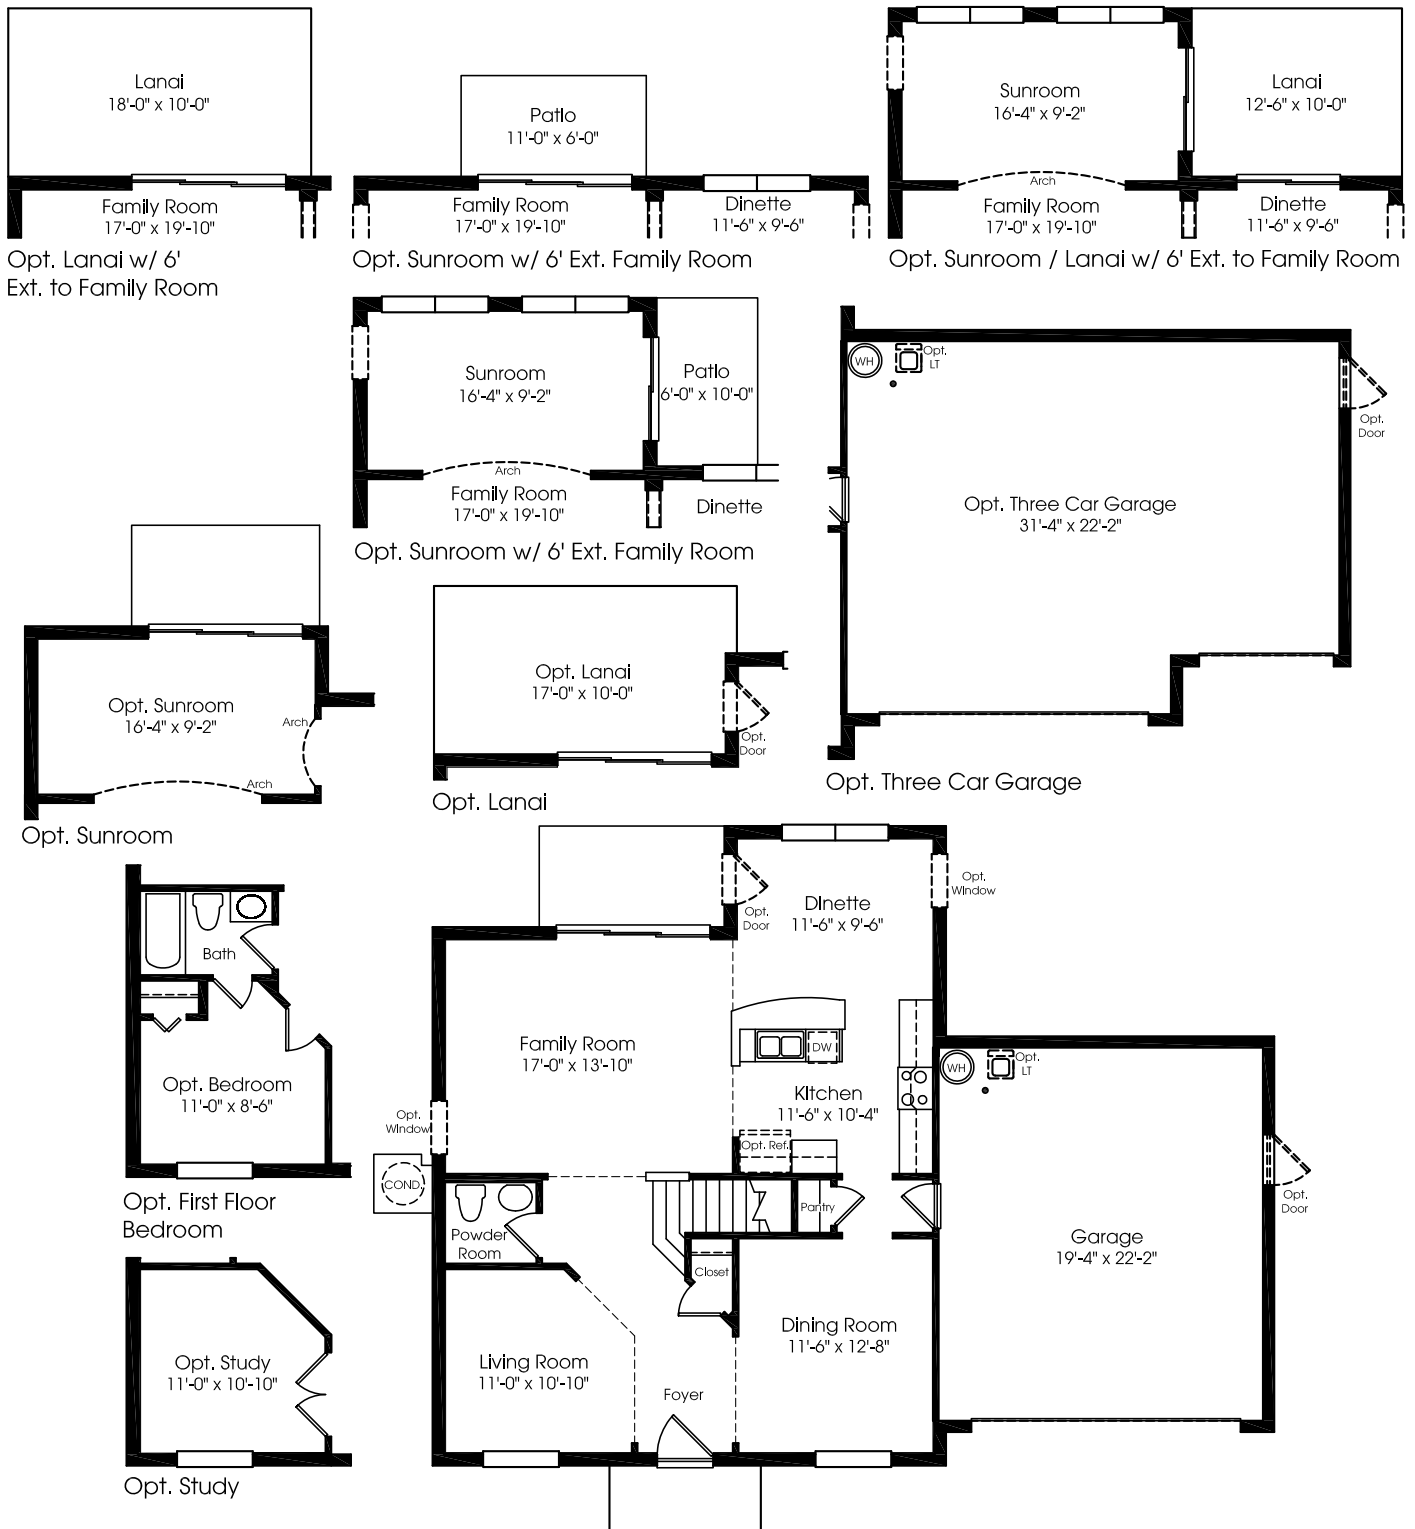 Lanai
18'-0" x 10'-0"
Family Room
17'-0" x 19'-10"
Opt. Lanai w/ 6'
Ext. to Family Room
Patio
11'-0" x 6'-0"
Family Room
17'-0" x 19'-10"
Dinette
11'-6" x 9'-6"
Opt. Sunroom w/ 6' Ext. Family Room
Sunroom
16'-4" x 9'-2"
Lanai
12'-6" x 10'-0"
Arch
Family Room
17'-0" x 19'-10"
Dinette
11'-6" x 9'-6"
Opt. Sunroom / Lanai w/ 6' Ext. to Family Room
Sunroom
16'-4" x 9'-2"
Patio
6'-0" x 10'-0"
Arch
Family Room
17'-0" x 19'-10"
Dinette
Opt. Sunroom w/ 6' Ext. Family Room
WH
Opt.
LT
Opt.
Door
Opt. Three Car Garage
31'-4" x 22'-2"
Opt. Three Car Garage
Opt. Sunroom
16'-4" x 9'-2"
Arch
Arch
Opt. Sunroom
Opt. Lanai
17'-0" x 10'-0"
Opt.
Door
Opt. Lanai
Bath
Opt. Bedroom
11'-0" x 8'-6"
Opt. First Floor
Bedroom
Opt. Study
11'-0" x 10'-10"
Opt. Study
Opt.
Door
Dinette
11'-6" x 9'-6"
Opt.
Window
Family Room
17'-0" x 13'-10"
DW
Kitchen
11'-6" x 10'-4"
Opt. Ref.
Opt.
Window
COND.
WH
Opt.
LT
Opt.
Door
Garage
19'-4" x 22'-2"
Powder
Room
Pantry
Closet
Dining Room
11'-6" x 12'-8"
Living Room
11'-0" x 10'-10"
Foyer